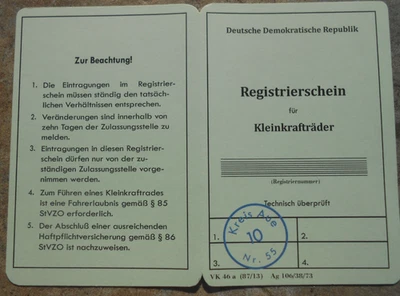 Zur Beachtung!
1. Die Eintragungen im Registrier-
schein müssen ständig den tatsäch-
lichen Verhältnissen entsprechen.
2. Veränderungen sind innerhalb von
zehn Tagen der Zulassungsstelle zu
melden.
3. Eintragungen in diesen Registrier-
schein dürfen nur von der zu-
ständigen Zulassungsstelle vorge-
nommen werden.
4. Zum Führen eines Kleinkraftrades
ist eine Fahrerlaubnis gemäß § 85
StVZO erforderlich.
5. Der Abschluß einer ausreichenden
Haftpflichtversicherung gemäß § 86
StVZO ist nachzuweisen.
Deutsche Demokratische Republik
Registrierschein
für
Kleinkrafträder
(Registriernummer)
Technisch überprüft
1.
2.
3.
4.
Kreis Aue
10
Nr. 55
VK 46 a (87/13) Ag 106/38/73